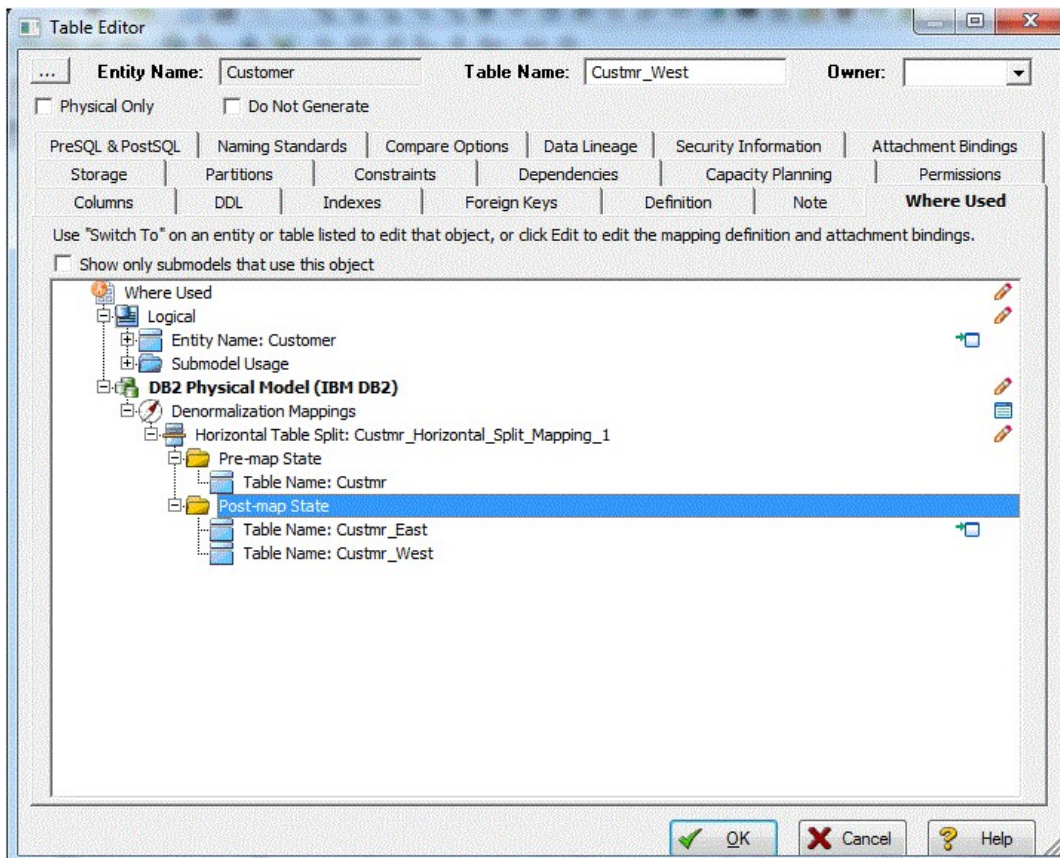 Table Editor
... Entity Name: Customer Table Name: Custmr_West Owner:
Physical Only Do Not Generate
PreSQL & PostSQL Naming Standards Compare Options Data Lineage Security Information Attachment Bindings
Storage Partitions Constraints Dependencies Capacity Planning Permissions
Columns DDL Indexes Foreign Keys Definition Note Where Used
Use "Switch To" on an entity or table listed to edit that object, or click Edit to edit the mapping definition and attachment bindings.
Show only submodels that use this object
Where Used
Logical
Entity Name: Customer
Submodel Usage
DB2 Physical Model (IBM DB2)
Denormalization Mappings
Horizontal Table Split: Custmr_Horizontal_Split_Mapping_1
Pre-map State
Table Name: Custmr
Post-map State
Table Name: Custmr_East
Table Name: Custmr_West
OK Cancel Help